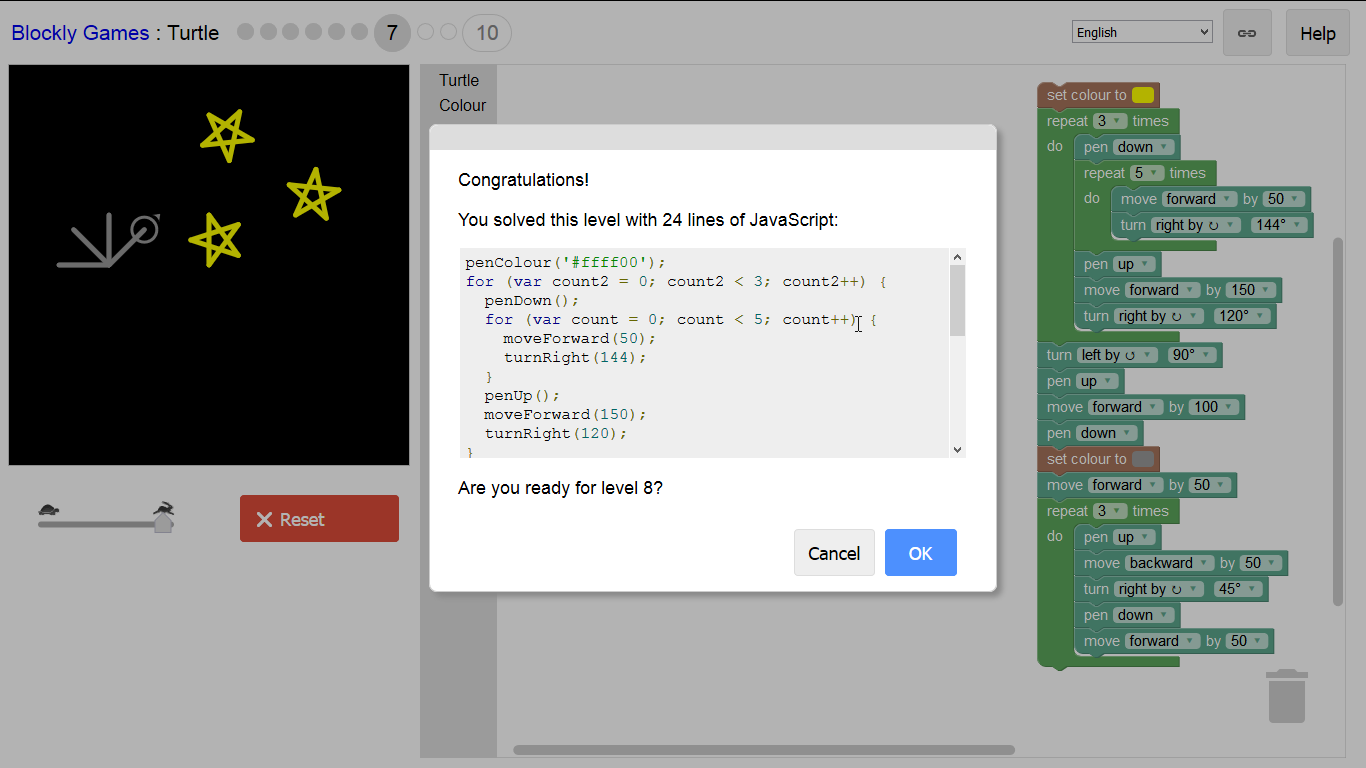 Blockly Games : Turtle 7 10 English Help
Turtle
Colour
Congratulations!
You solved this level with 24 lines of JavaScript:
penColour('#ffff00');
for (var count2 = 0; count2 < 3; count2++) {
penDown();
for (var count = 0; count < 5; count++) {
moveForward(50);
turnRight(144);
}
penUp();
moveForward(150);
turnRight(120);
}
Are you ready for level 8?
Cancel OK
Reset
set colour to
repeat 3 times
do pen down
repeat 5 times
do move forward by 50
turn right by ↻ 144°
pen up
move forward by 150
turn right by ↻ 120°
turn left by ↺ 90°
pen up
move forward by 100
pen down
set colour to
move forward by 50
repeat 3 times
do pen up
move backward by 50
turn right by ↻ 45°
pen down
move forward by 50